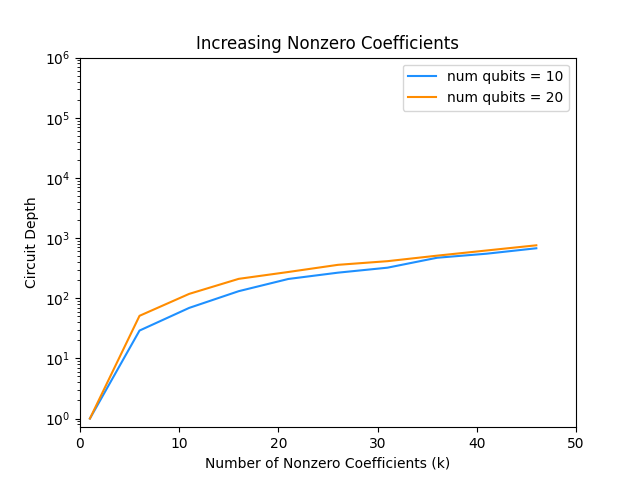 Increasing Nonzero Coefficients
num qubits = 10
num qubits = 20
Circuit Depth
10^6
10^5
10^4
10^3
10^2
10^1
10^0
0 10 20 30 40 50
Number of Nonzero Coefficients (k)